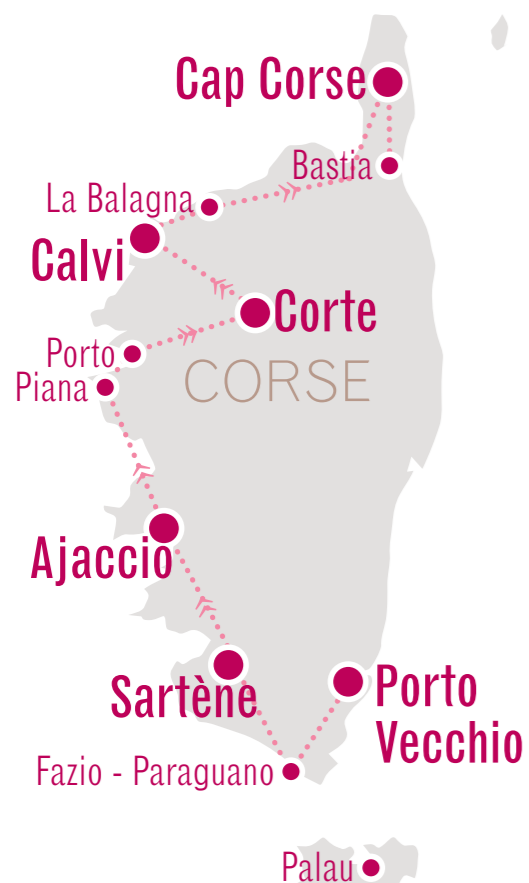 Cap Corse
Bastia
La Balagna
Calvi
Corte
Porto
CORSE
Piana
Ajaccio
Sartène
Porto
Vecchio
Fazio - Paraguano
Palau